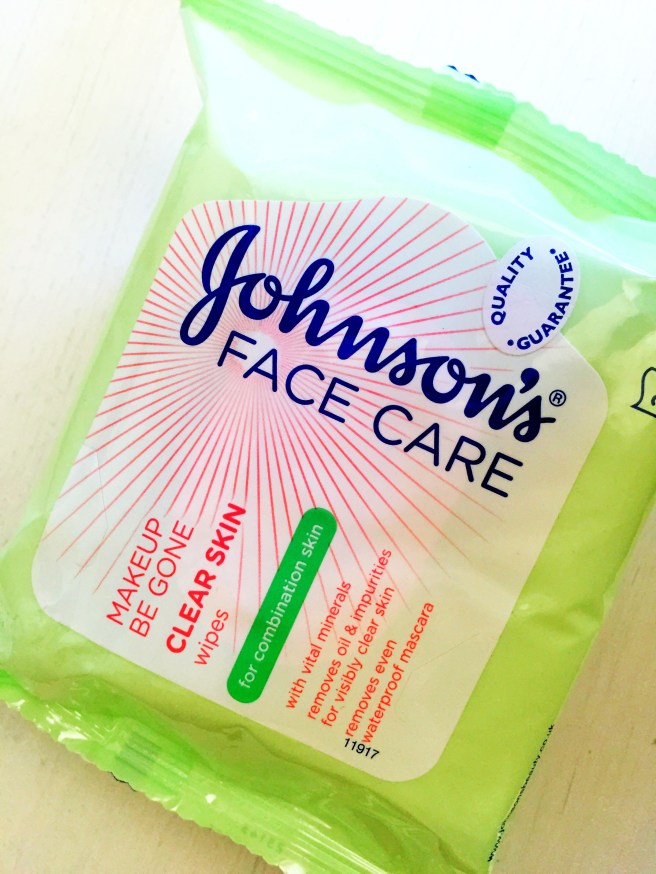 Johnson's®
FACE CARE
QUALITY
GUARANTEE
MAKEUP
BE GONE
CLEAR SKIN
wipes
for combination skin
with vital minerals
removes oil & impurities
for visibly clear skin
removes even
waterproof mascara
11917